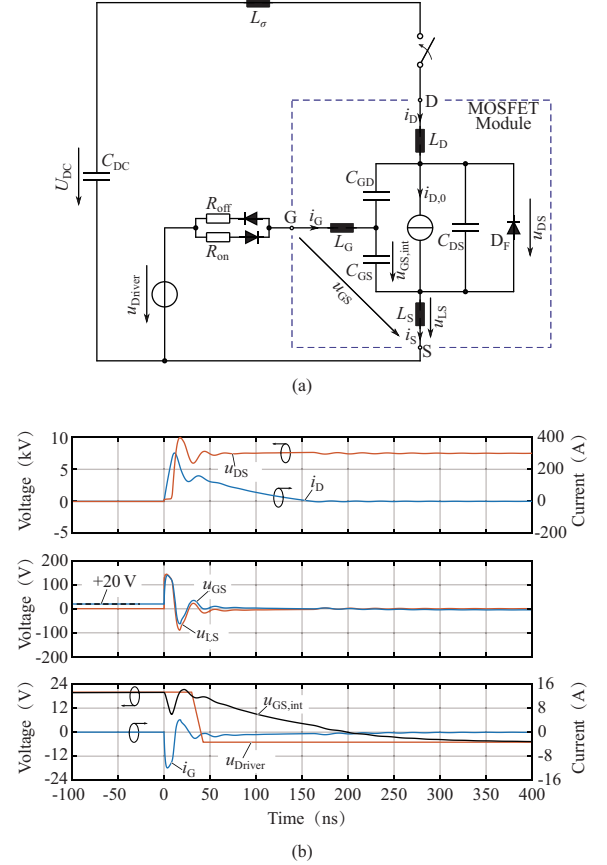 Lσ
D
MOSFET
Module
iD
LD
UDC
CDC
CGD
iD,0
Roff
Ron
G
iG
LG
CGS
uGS,int
CDS
DF
uDS
uDriver
uGS
LS
uLS
iS
S
(a)
Voltage (kV)
10
5
0
-5
uDS
iD
400
200
0
-200
Current (A)
Voltage (V)
200
100
0
-100
-200
+20 V
uGS
uLS
Voltage (V)
24
12
0
-12
-24
uGS,int
uDriver
iG
16
8
0
-8
-16
Current (A)
-100
-50
0
50
100
150
200
250
300
350
400
Time (ns)
(b)